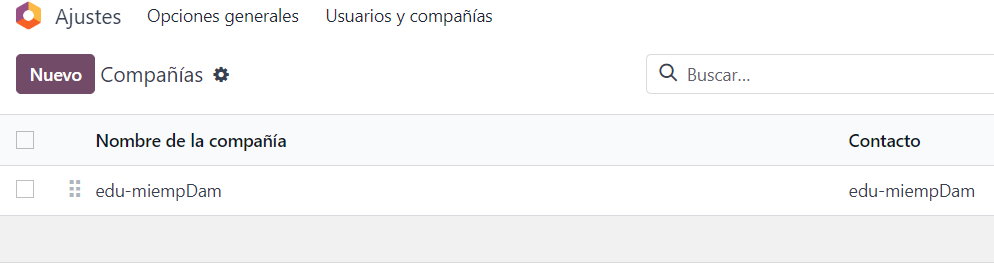 Ajustes Opciones generales Usuarios y compañías
Nuevo Compañías Buscar...
Nombre de la compañía Contacto
edu-miempDam edu-miempDam